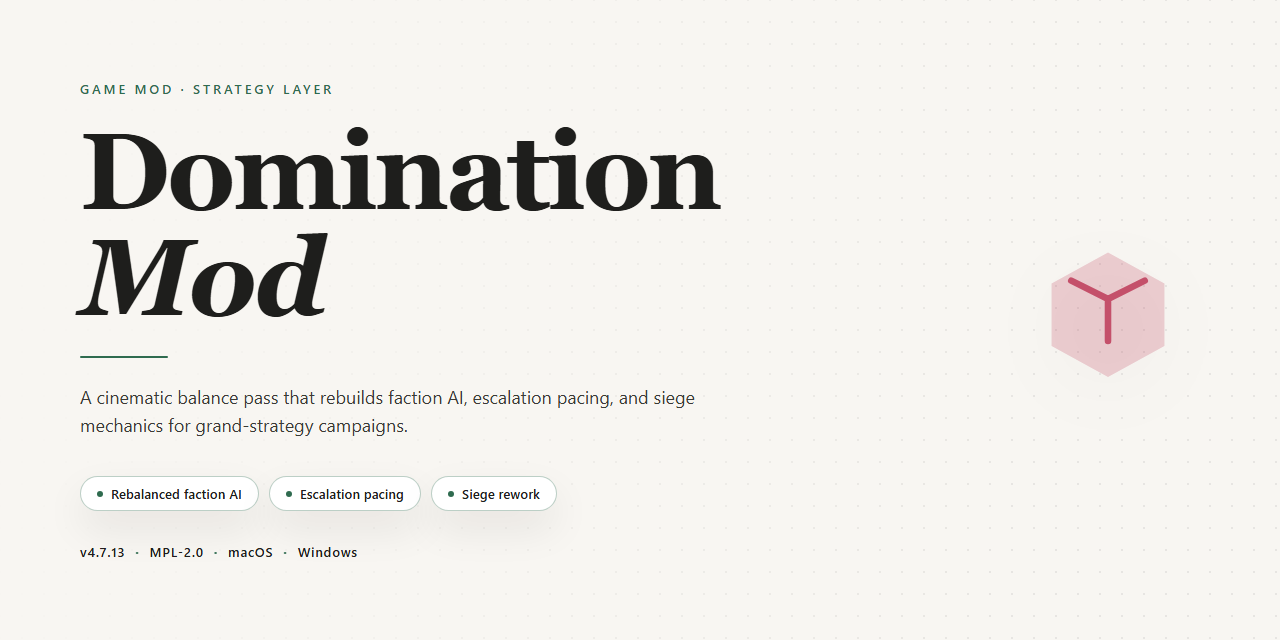 GAME MOD · STRATEGY LAYER
Domination
Mod
A cinematic balance pass that rebuilds faction AI, escalation pacing, and siege
mechanics for grand-strategy campaigns.
Rebalanced faction AI
Escalation pacing
Siege rework
v4.7.13 · MPL-2.0 · macOS · Windows